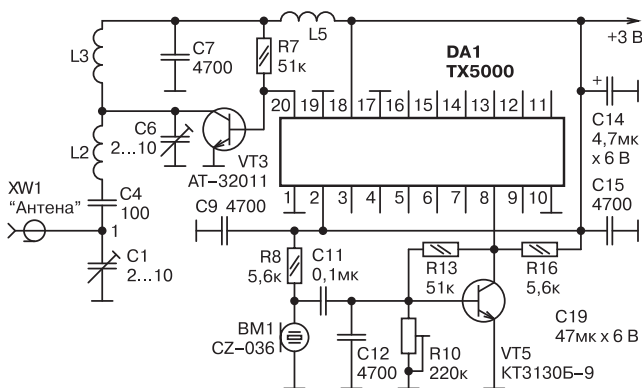 L3
C7
4700
R7
51к
L5
+3 В
DA1
TX5000
20
19
18
17
16
15
14
13
12
11
+
C14
4,7мк
х 6 В
C6
2...10
L2
VT3
АТ-32011
XW1
"Антена"
C4
100
1
2
3
4
5
6
7
8
9
10
C9 4700
C15
4700
1
C1
2...10
R8
5,6к
C11
0,1мк
R13
51к
R16
5,6к
C19
47мк х 6 В
BM1
CZ-036
C12
4700
R10
220к
VT5
КТ3130Б-9